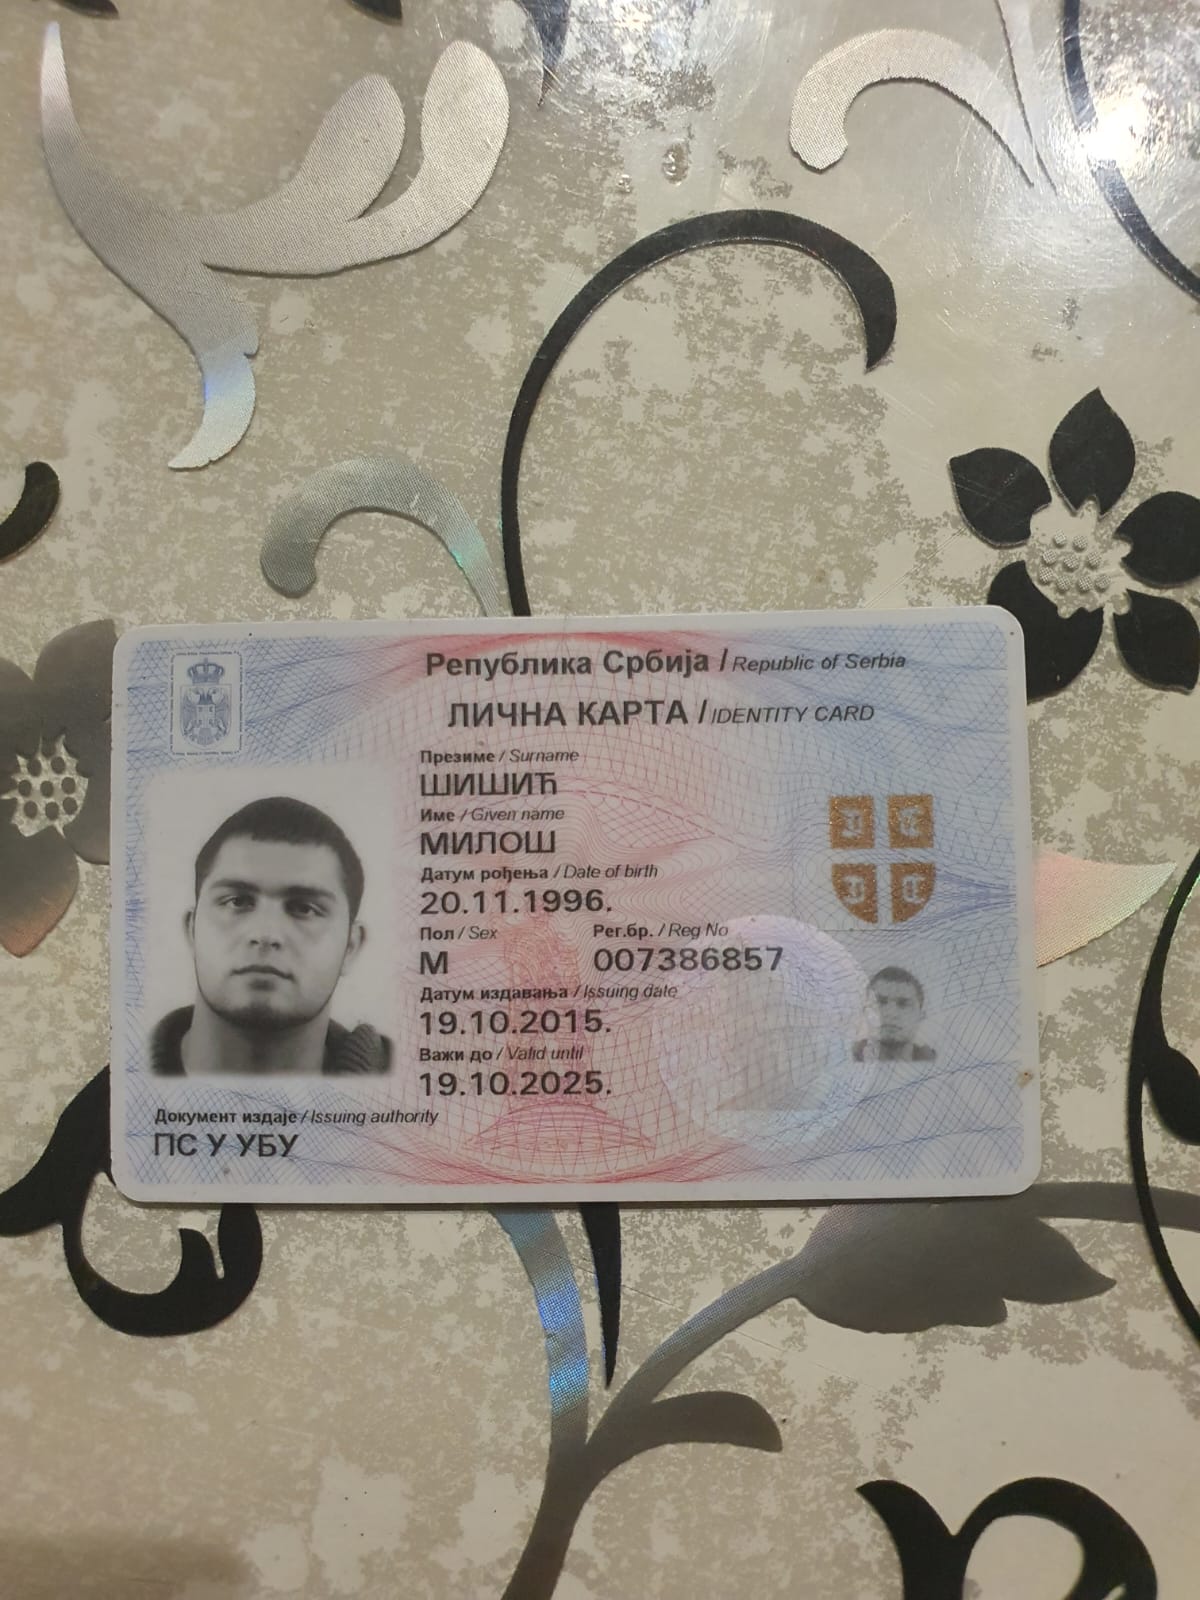 Република Србија / Republic of Serbia
ЛИЧНА КАРТА / IDENTITY CARD
Презиме / Surname
ШИШИЋ
Име / Given name
МИЛОШ
Датум рођења / Date of birth
20.11.1996.
Пол / Sex Рег.бр. / Reg No
М 007386857
Датум издавања / Issuing date
19.10.2015.
Важи до / Valid until
19.10.2025.
Документ издаје / Issuing authority
ПС У УБУ